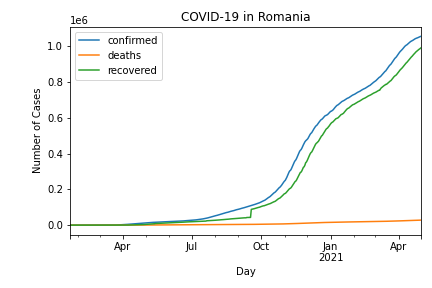 COVID-19 in Romania
1e6
confirmed
deaths
recovered
Number of Cases
1.0
0.8
0.6
0.4
0.2
0.0
Apr
Jul
Oct
Jan
2021
Apr
Day